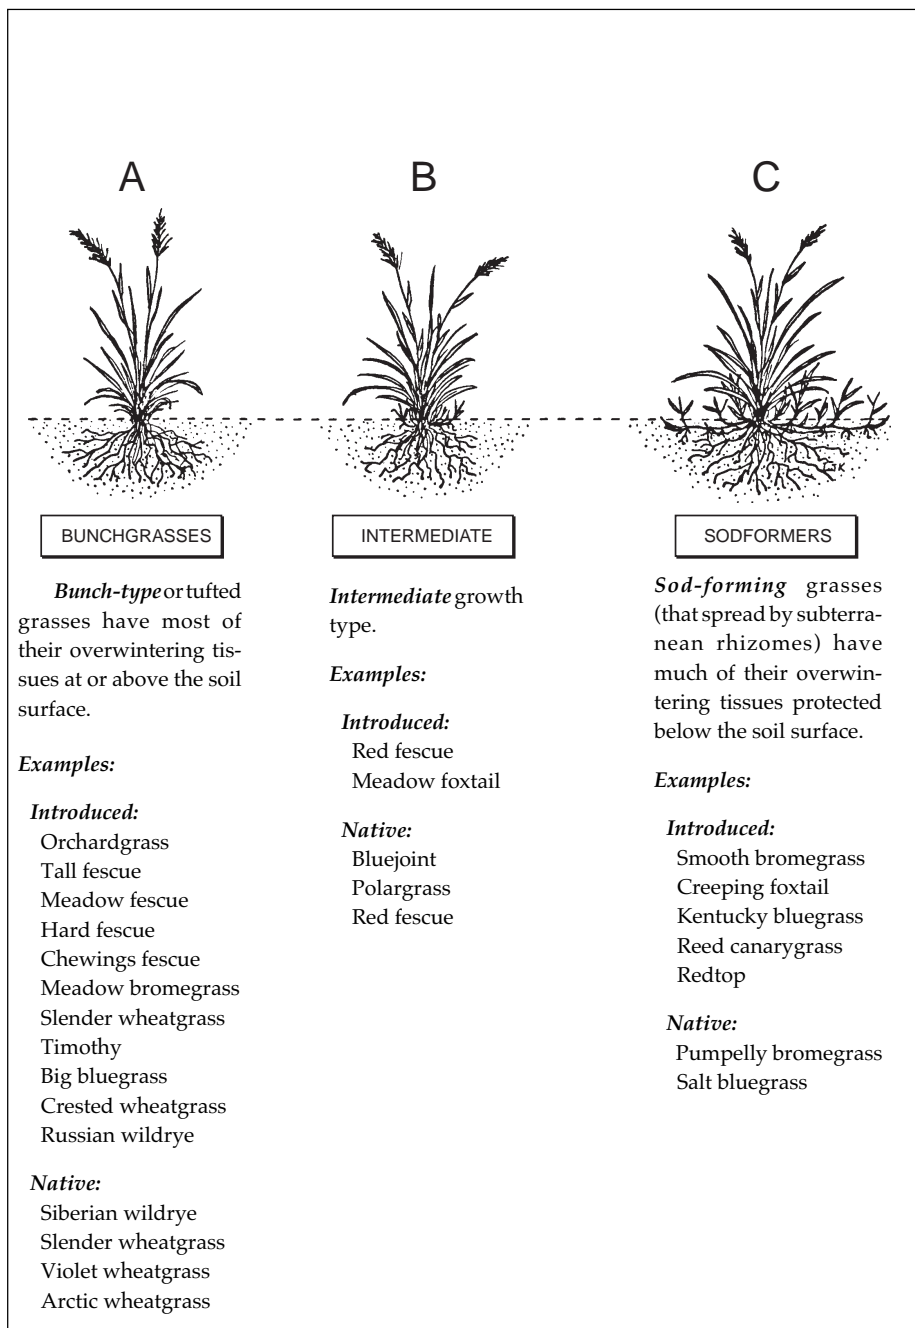 A
B
C
BUNCHGRASSES
Bunch-type or tufted
grasses have most of
their overwintering tis-
sues at or above the soil
surface.
Examples:
Introduced:
Orchardgrass
Tall fescue
Meadow fescue
Hard fescue
Chewings fescue
Meadow bromegrass
Slender wheatgrass
Timothy
Big bluegrass
Crested wheatgrass
Russian wildrye
Native:
Siberian wildrye
Slender wheatgrass
Violet wheatgrass
Arctic wheatgrass
INTERMEDIATE
Intermediate growth
type.
Examples:
Introduced:
Red fescue
Meadow foxtail
Native:
Bluejoint
Polargrass
Red fescue
SODFORMERS
Sod-forming grasses
(that spread by subterra-
nean rhizomes) have
much of their overwin-
tering tissues protected
below the soil surface.
Examples:
Introduced:
Smooth bromegrass
Creeping foxtail
Kentucky bluegrass
Reed canarygrass
Redtop
Native:
Pumpelly bromegrass
Salt bluegrass